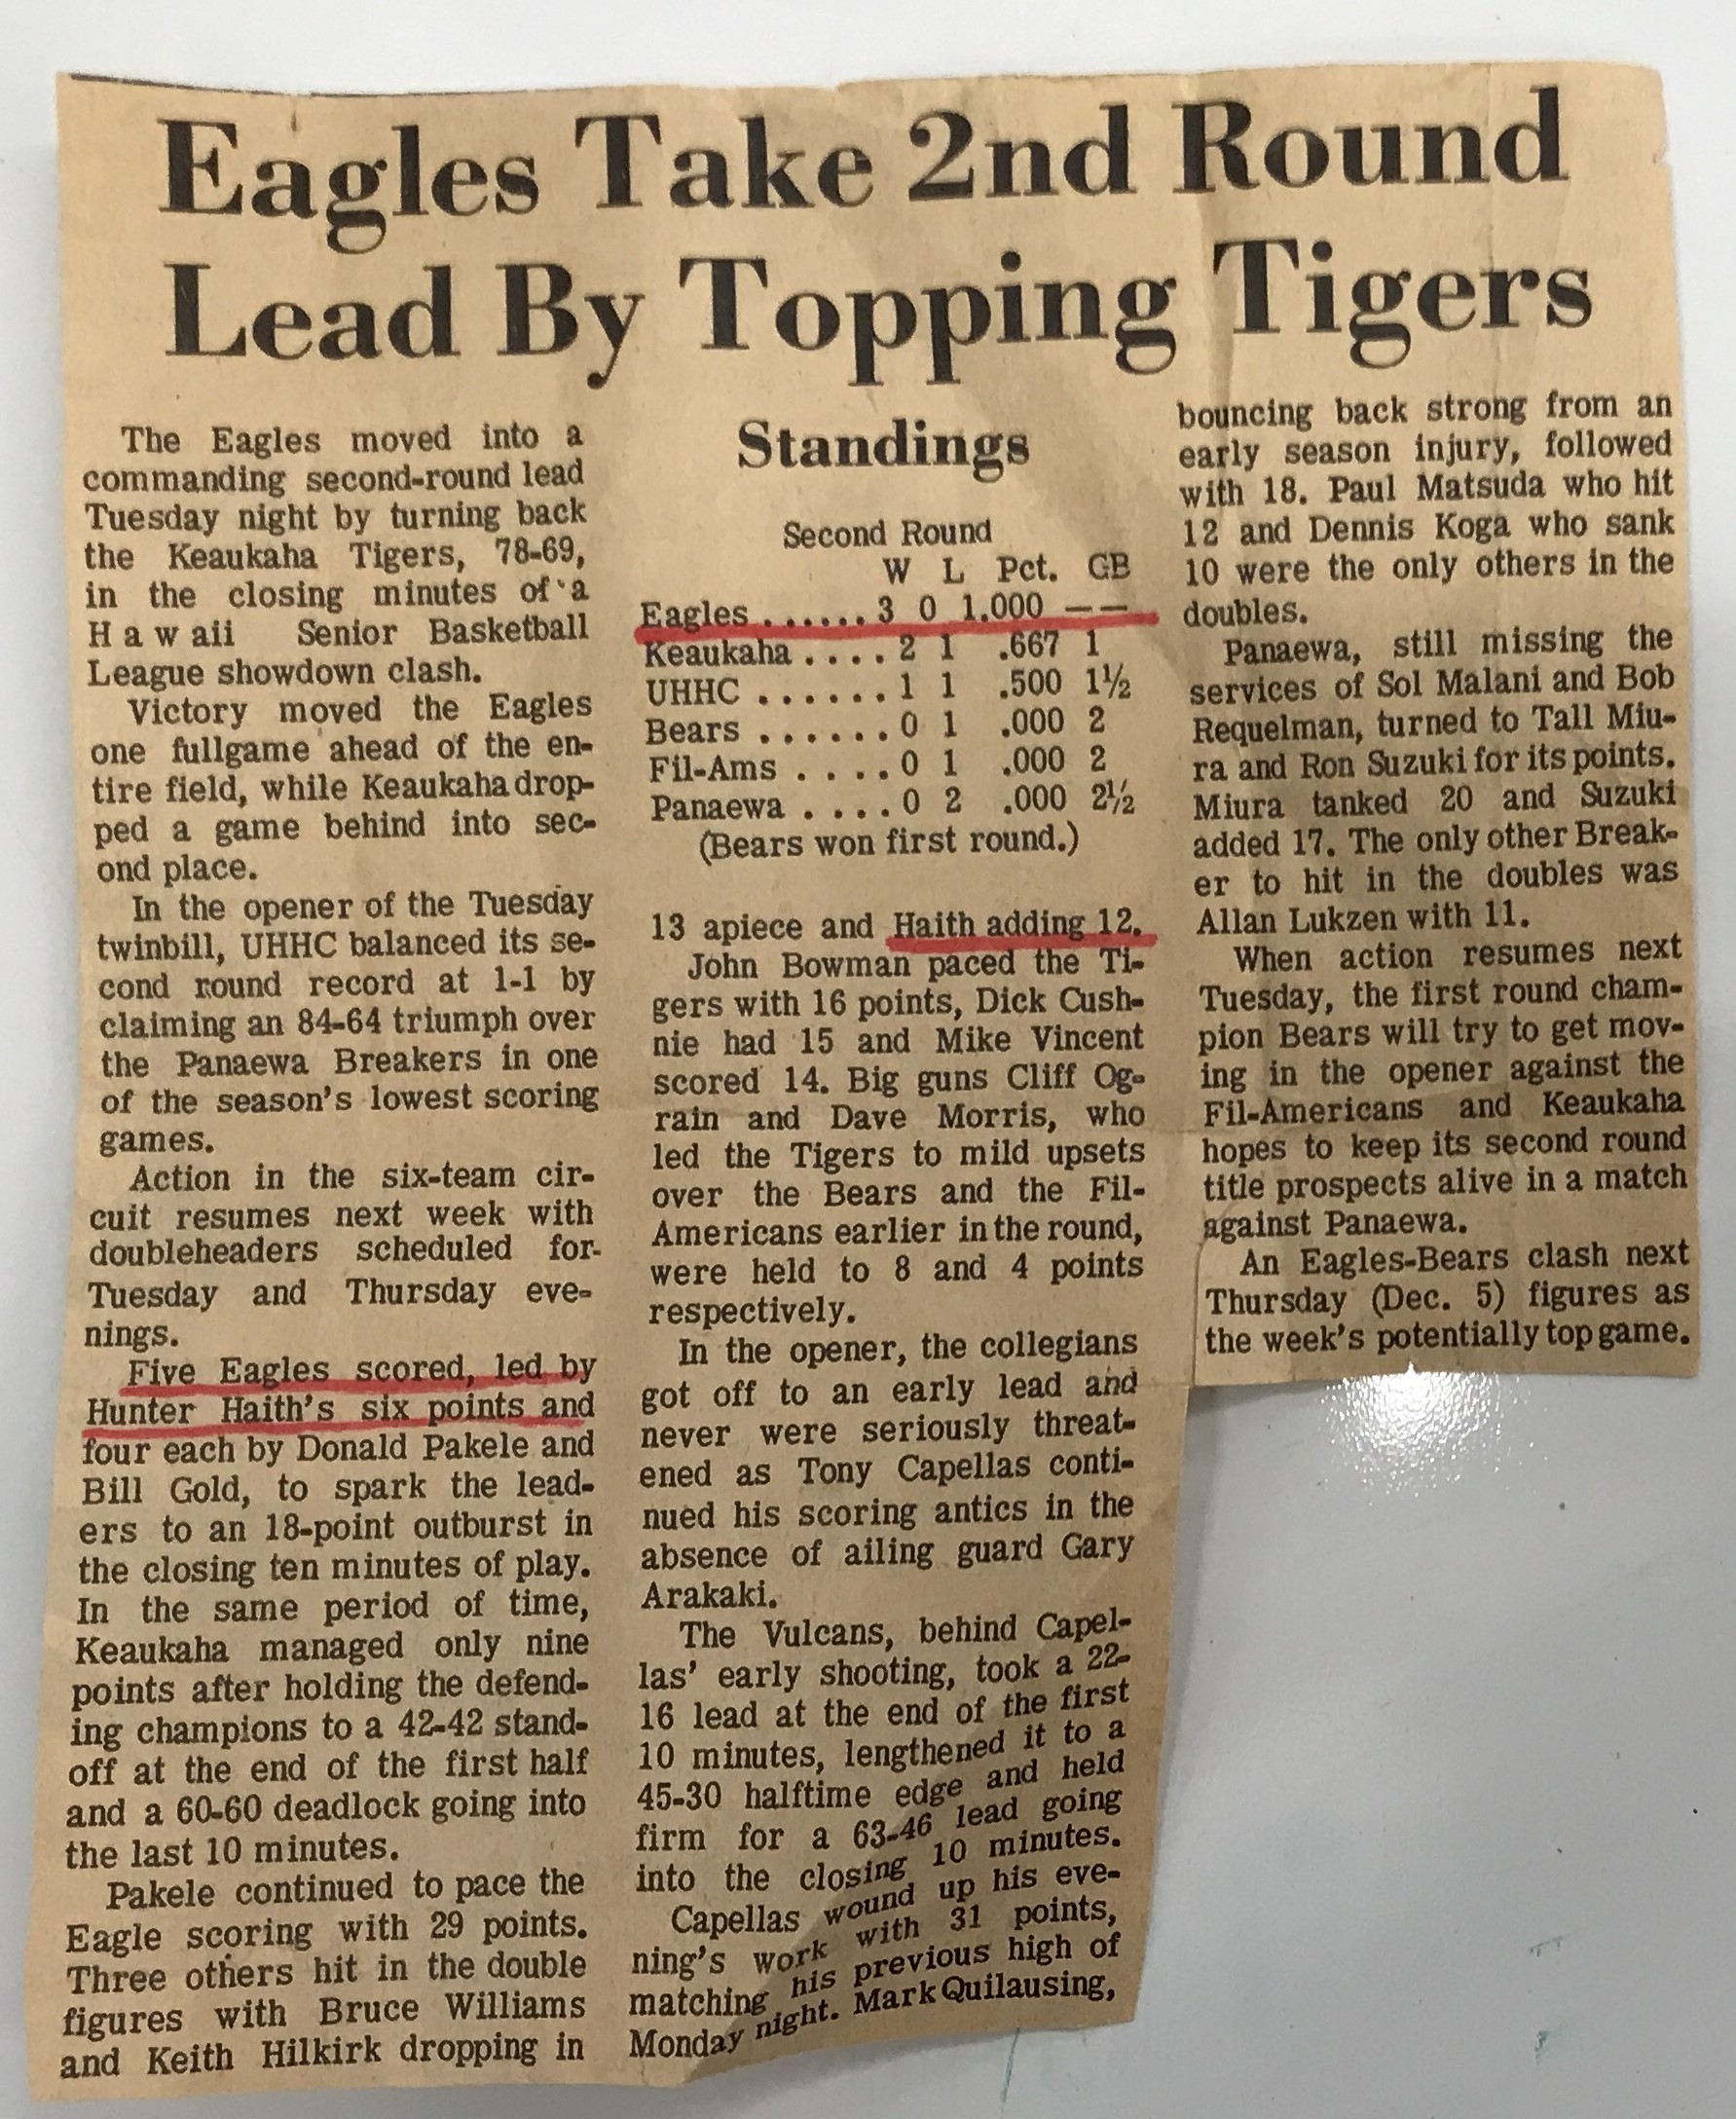 Eagles Take 2nd Round
Lead By Topping Tigers
The Eagles moved into a
commanding second-round lead
Tuesday night by turning back
the Keaukaha Tigers, 78-69,
in the closing minutes of a
Hawaii Senior Basketball
League showdown clash.
Victory moved the Eagles
one fullgame ahead of the en-
tire field, while Keaukaha drop-
ped a game behind into sec-
ond place.
In the opener of the Tuesday
twinbill, UHHC balanced its se-
cond round record at 1-1 by
claiming an 84-64 triumph over
the Panaewa Breakers in one
of the season's lowest scoring
games.
Action in the six-team cir-
cuit resumes next week with
doubleheaders scheduled for-
Tuesday and Thursday eve-
nings.
Five Eagles scored, led by
Hunter Haith's six points and
four each by Donald Pakele and
Bill Gold, to spark the lead-
ers to an 18-point outburst in
the closing ten minutes of play.
In the same period of time,
Keaukaha managed only nine
points after holding the defend-
ing champions to a 42-42 stand-
off at the end of the first half
and a 60-60 deadlock going into
the last 10 minutes.
Pakele continued to pace the
Eagle scoring with 29 points.
Three others hit in the double
figures with Bruce Williams
and Keith Hilkirk dropping in
Standings
Second Round
W L Pct. GB
Eagles ...... 3 0 1.000 --
Keaukaha .... 2 1 .667 1
UHHC ...... 1 1 .500 1½
Bears ...... 0 1 .000 2
Fil-Ams .... 0 1 .000 2
Panaewa .... 0 2 .000 2½
(Bears won first round.)
13 apiece and Haith adding 12.
John Bowman paced the Ti-
gers with 16 points, Dick Cush-
nie had 15 and Mike Vincent
scored 14. Big guns Cliff Og-
rain and Dave Morris, who
led the Tigers to mild upsets
over the Bears and the Fil-
Americans earlier in the round,
were held to 8 and 4 points
respectively.
In the opener, the collegians
got off to an early lead and
never were seriously threat-
ened as Tony Capellas conti-
nued his scoring antics in the
absence of ailing guard Gary
Arakaki.
The Vulcans, behind Capel-
las' early shooting, took a 22-
16 lead at the end of the first
10 minutes, lengthened it to a
45-30 halftime edge and held
firm for a 63-46 lead going
into the closing 10 minutes.
Capellas wound up his eve-
ning's work with 31 points,
matching his previous high of
Monday night. Mark Quilausing,
bouncing back strong from an
early season injury, followed
with 18. Paul Matsuda who hit
12 and Dennis Koga who sank
10 were the only others in the
doubles.
Panaewa, still missing the
services of Sol Malani and Bob
Requelman, turned to Tall Miu-
ra and Ron Suzuki for its points.
Miura tanked 20 and Suzuki
added 17. The only other Break-
er to hit in the doubles was
Allan Lukzen with 11.
When action resumes next
Tuesday, the first round cham-
pion Bears will try to get mov-
ing in the opener against the
Fil-Americans and Keaukaha
hopes to keep its second round
title prospects alive in a match
against Panaewa.
An Eagles-Bears clash next
Thursday (Dec. 5) figures as
the week's potentially top game.